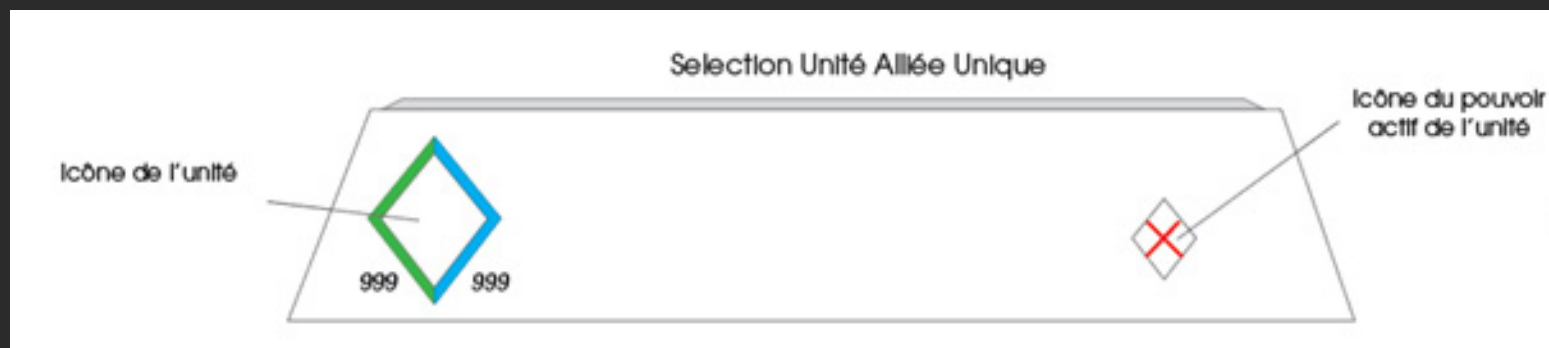 Selection Unité Alliée Unique
Icône du pouvoir
actif de l'unité
Icône de l'unité
999
999